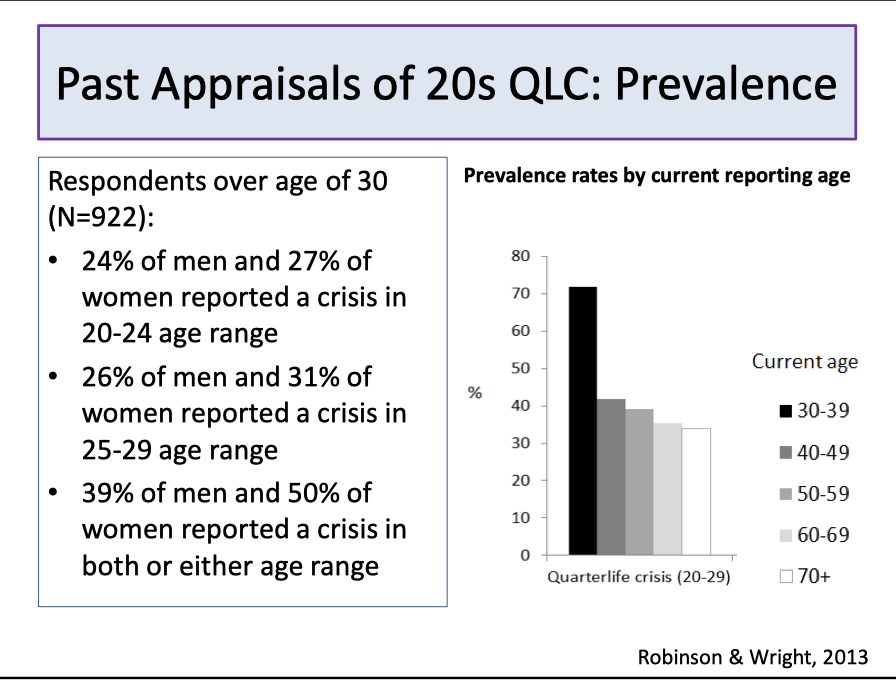 Past Appraisals of 20s QLC: Prevalence
Respondents over age of 30
(N=922):
• 24% of men and 27% of
women reported a crisis in
20-24 age range
• 26% of men and 31% of
women reported a crisis in
25-29 age range
• 39% of men and 50% of
women reported a crisis in
both or either age range
Prevalence rates by current reporting age
80
70
60
50
40
30
20
10
0
%
Quarterlife crisis (20-29)
Current age
30-39
40-49
50-59
60-69
70+
Robinson & Wright, 2013